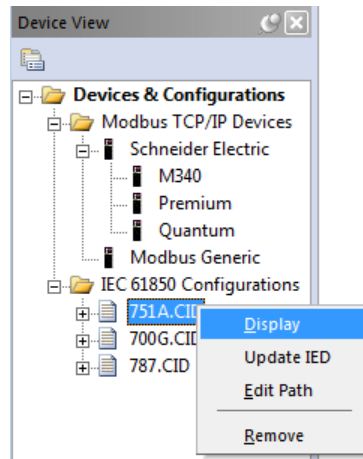 Device View
Devices & Configurations
Modbus TCP/IP Devices
Schneider Electric
M340
Premium
Quantum
Modbus Generic
IEC 61850 Configurations
751A.CID
700G.CID
787.CID
Display
Update IED
Edit Path
Remove